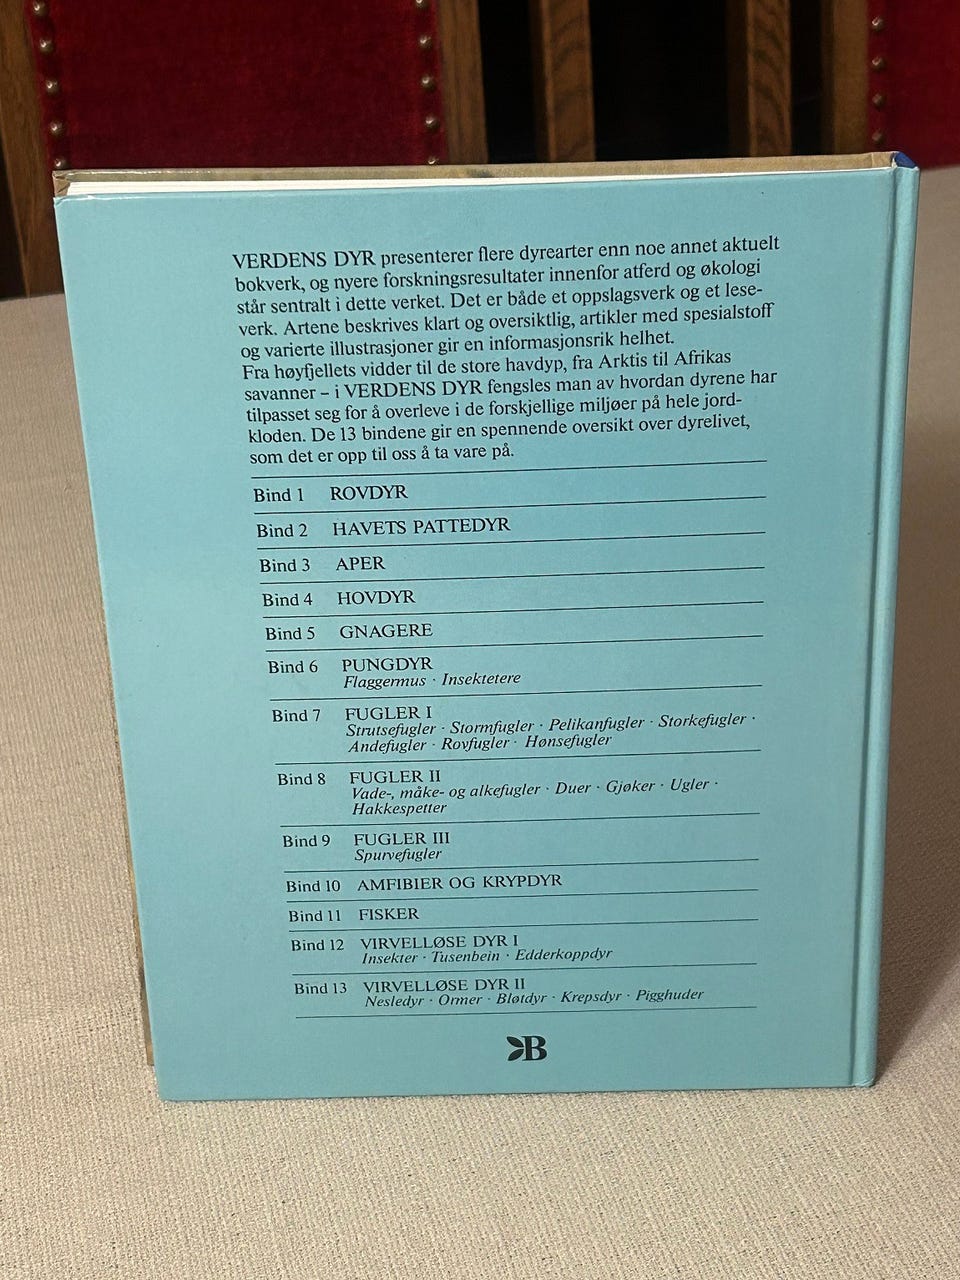 VERDENS DYR presenterer flere dyrearter enn noe annet aktuelt
bokverk, og nyere forskningsresultater innenfor atferd og økologi
står sentralt i dette verket. Det er både et oppslagsverk og et lese-
verk. Artene beskrives klart og oversiktlig, artikler med spesialstoff
og varierte illustrasjoner gir en informasjonsrik helhet.
Fra høyfjellets vidder til de store havdyp, fra Arktis til Afrikas
savanner – i VERDENS DYR fengsles man av hvordan dyrene har
tilpasset seg for å overleve i de forskjellige miljøer på hele jord-
kloden. De 13 bindene gir en spennende oversikt over dyrelivet,
som det er opp til oss å ta vare på.
Bind 1 ROVDYR
Bind 2 HAVETS PATTEDYR
Bind 3 APER
Bind 4 HOVDYR
Bind 5 GNAGERE
Bind 6 PUNGDYR
Flaggermus · Insektetere
Bind 7 FUGLER I
Strutsefugler · Stormfugler · Pelikanfugler · Storkefugler ·
Andefugler · Rovfugler · Hønsefugler
Bind 8 FUGLER II
Vade-, måke- og alkefugler · Duer · Gjøker · Ugler ·
Hakkespetter
Bind 9 FUGLER III
Spurvefugler
Bind 10 AMFIBIER OG KRYPDYR
Bind 11 FISKER
Bind 12 VIRVELLØSE DYR I
Insekter · Tusenbein · Edderkoppdyr
Bind 13 VIRVELLØSE DYR II
Nesledyr · Ormer · Bløtdyr · Krepsdyr · Pigghuder
B